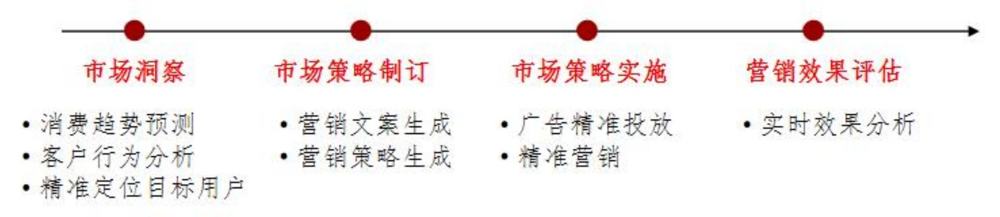 市场洞察
• 消费趋势预测
• 客户行为分析
• 精准定位目标用户
市场策略制订
• 营销文案生成
• 营销策略生成
市场策略实施
• 广告精准投放
• 精准营销
营销效果评估
• 实时效果分析